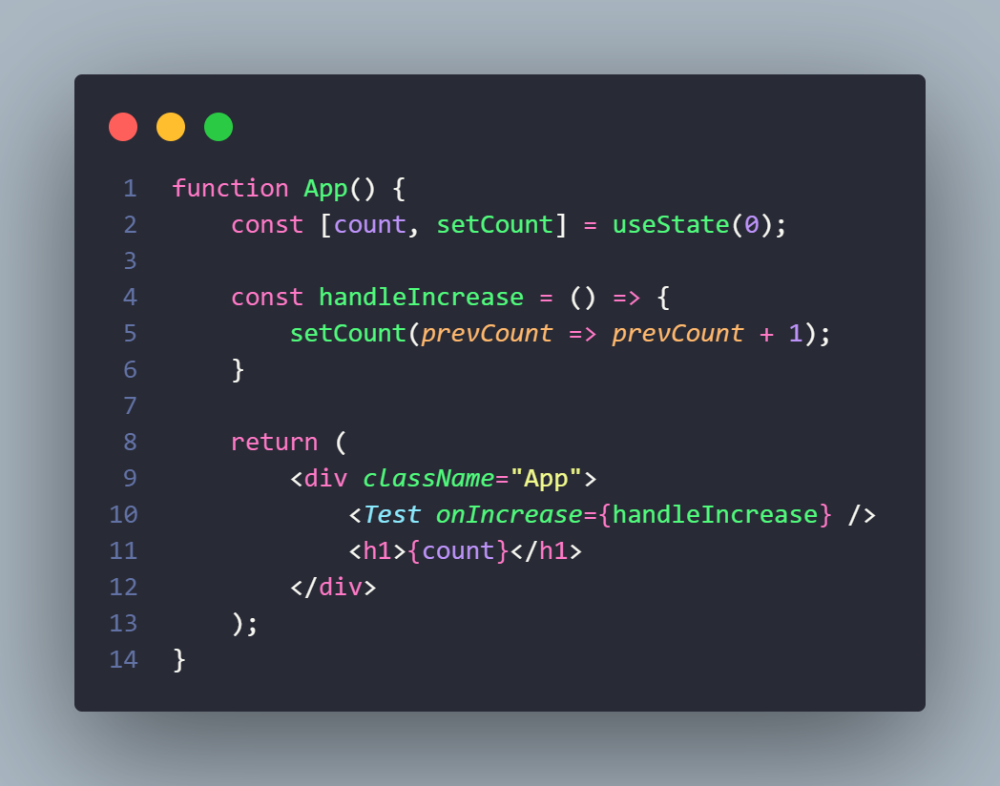 1 function App() {
2     const [count, setCount] = useState(0);
3
4     const handleIncrease = () => {
5         setCount(prevCount => prevCount + 1);
6     }
7
8     return (
9         <div className="App">
10            <Test onIncrease={handleIncrease} />
11            <h1>{count}</h1>
12        </div>
13    );
14 }